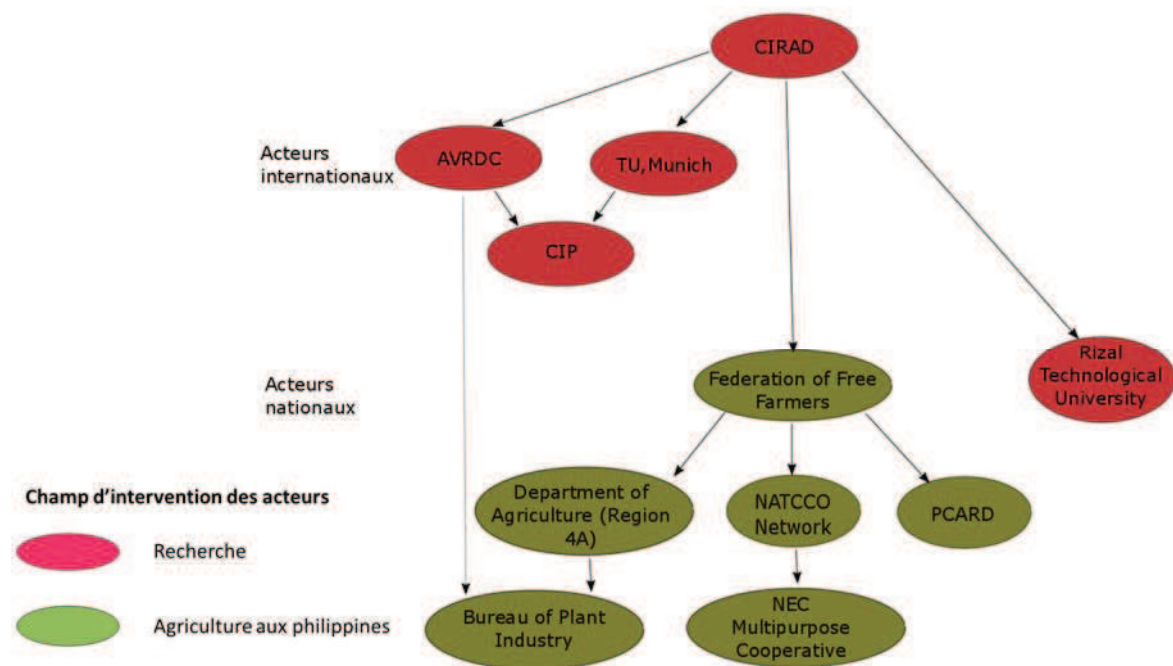 CIRAD
AVRDC
TU,Munich
Acteurs
internationaux
CIP
Rizal
Technological
University
Federation of Free
Farmers
Acteurs
nationaux
Department of
Agriculture (Region
4A)
NATCCO
Network
PCARD
Champ d'intervention des acteurs
Recherche
Agriculture aux philippines
Bureau of Plant
Industry
NEC
Multipurpose
Cooperative